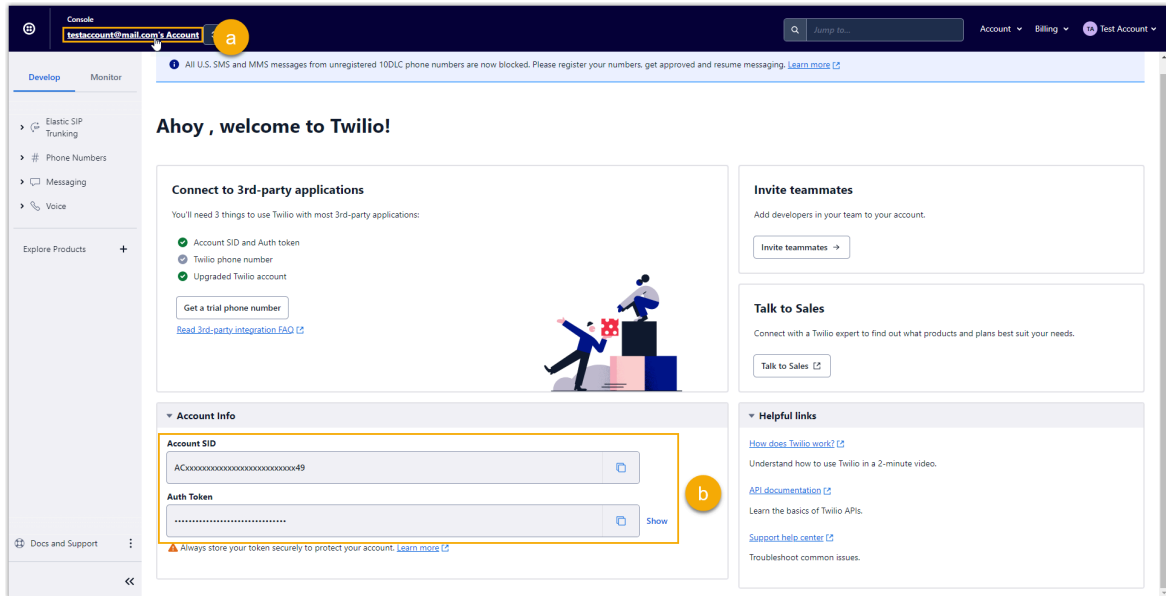 Console
testaccount@mail.com's Account
a
Jump to...
Account
Billing
TA
Test Account
Develop
Monitor
All U.S. SMS and MMS messages from unregistered 10DLC phone numbers are now blocked. Please register your numbers, get approved and resume messaging. Learn more
Elastic SIP
Trunking
# Phone Numbers
Messaging
Voice
Explore Products +
Docs and Support
Ahoy , welcome to Twilio!
Connect to 3rd-party applications
You'll need 3 things to use Twilio with most 3rd-party applications:
Account SID and Auth token
Twilio phone number
Upgraded Twilio account
Get a trial phone number
Read 3rd-party integration FAQ
Invite teammates
Add developers in your team to your account.
Invite teammates →
Talk to Sales
Connect with a Twilio expert to find out what products and plans best suit your needs.
Talk to Sales
Account Info
Account SID
ACxxxxxxxxxxxxxxxxxxxxxxxxxx49
Auth Token
••••••••••••••••••••••••••••••••
Show
b
Always store your token securely to protect your account. Learn more
Helpful links
How does Twilio work?
Understand how to use Twilio in a 2-minute video.
API documentation
Learn the basics of Twilio APIs.
Support help center
Troubleshoot common issues.